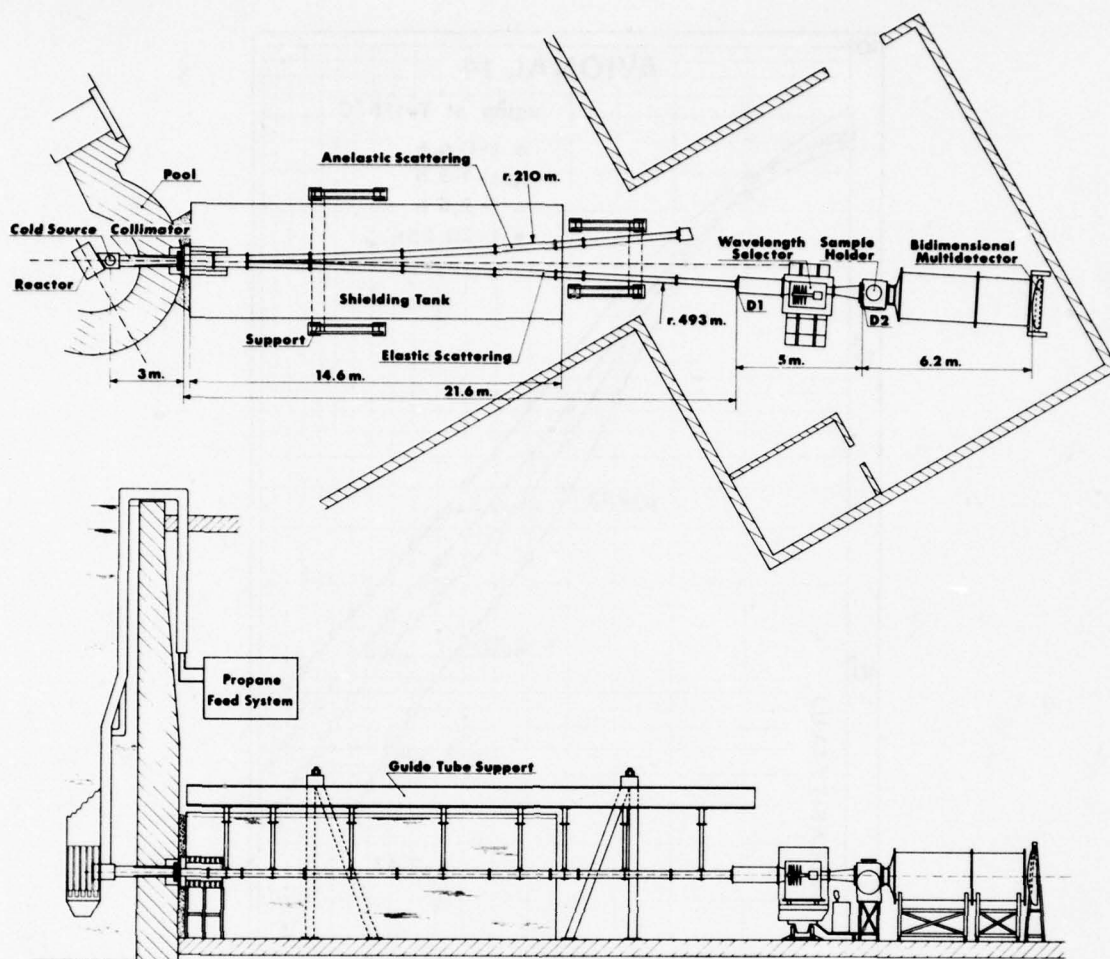 Anelastic Scattering
r. 210 m.
Pool
Cold Source
Collimator
Reactor
Wavelength
Selector
Sample
Holder
Bidimensional
Multidetector
Shielding Tank
D1
D2
r. 493 m.
Support
Elastic Scattering
3 m.
14.6 m.
21.6 m.
5 m.
6.2 m.
Propane
Feed System
Guide Tube Support